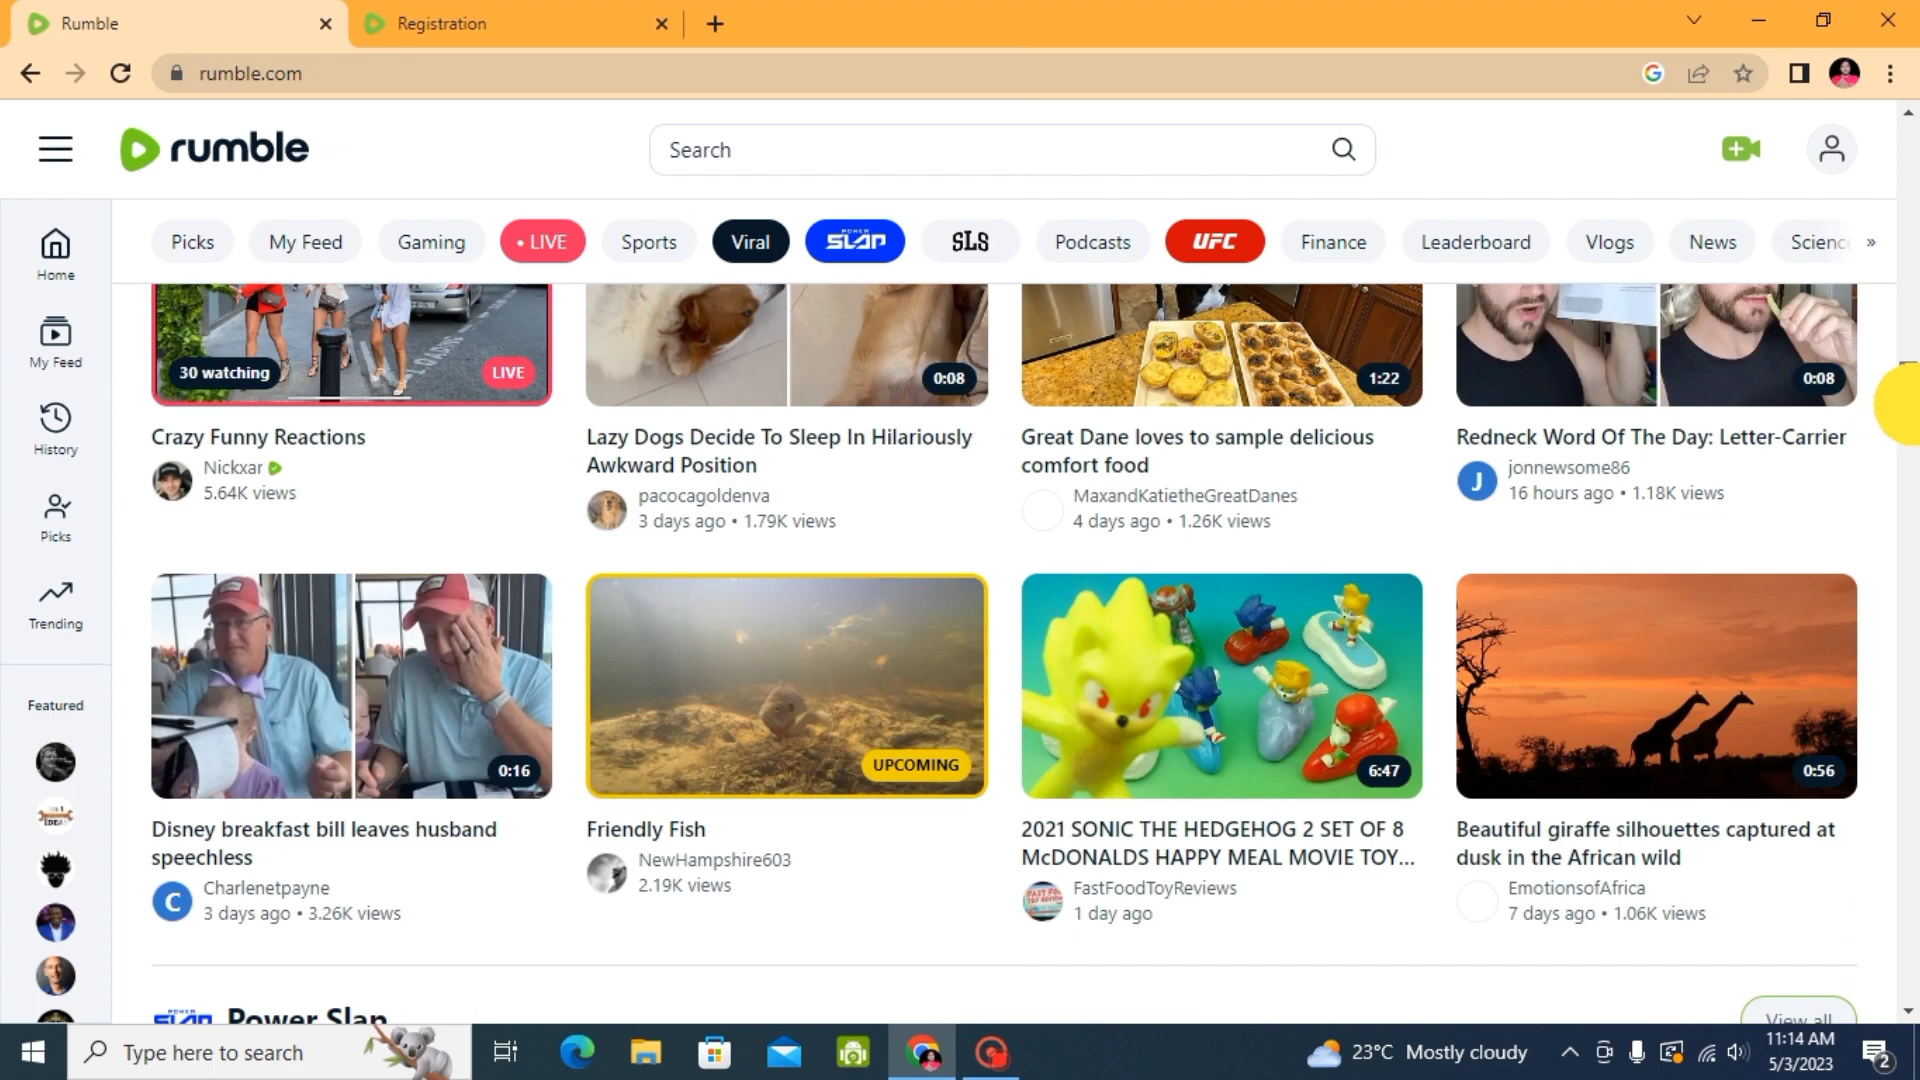 Rumble
Registration
rumble.com
rumble
Search
Picks
My Feed
Gaming
• LIVE
Sports
Viral
POWER SLAP
SLS
Podcasts
UFC
Finance
Leaderboard
Vlogs
News
Scienc
»
Home
My Feed
History
Picks
Trending
Featured
30 watching
LIVE
0:08
1:22
0:08
Crazy Funny Reactions
Nickxar
5.64K views
Lazy Dogs Decide To Sleep In Hilariously
Awkward Position
pacocagoldenva
3 days ago • 1.79K views
Great Dane loves to sample delicious
comfort food
MaxandKatietheGreatDanes
4 days ago • 1.26K views
Redneck Word Of The Day: Letter-Carrier
J
jonnewsome86
16 hours ago • 1.18K views
0:16
UPCOMING
6:47
0:56
Disney breakfast bill leaves husband
speechless
C
Charlenetpayne
3 days ago • 3.26K views
Friendly Fish
NewHampshire603
2.19K views
2021 SONIC THE HEDGEHOG 2 SET OF 8
McDONALDS HAPPY MEAL MOVIE TOY...
FastFoodToyReviews
1 day ago
Beautiful giraffe silhouettes captured at
dusk in the African wild
EmotionsofAfrica
7 days ago • 1.06K views
Power Slap
View all
Type here to search
23°C Mostly cloudy
11:14 AM
5/3/2023
2